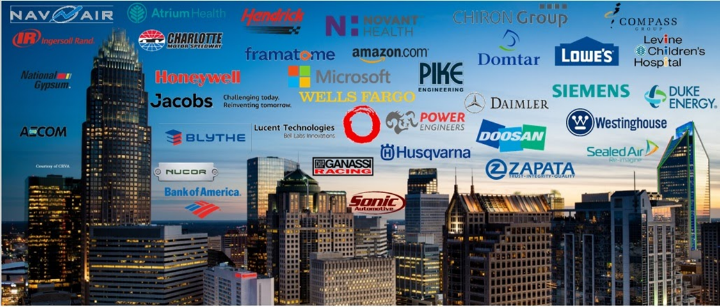 NAVAIR
Atrium Health
Hendrick
NOVANT
HEALTH
CHIRON Group
COMPASS
GROUP
Ingersoll Rand
CHARLOTTE
MOTOR SPEEDWAY
framatome
amazon.com
Domtar
LOWE'S
Levine
Children's
Hospital
National
Gypsum
Honeywell
Microsoft
PIKE
ENGINEERING
SIEMENS
DUKE
ENERGY
Jacobs
Challenging today.
Reinventing tomorrow.
WELLS FARGO
DAIMLER
AECOM
BLYTHE
Lucent Technologies
Bell Labs Innovations
POWER
ENGINEERS
DOOSAN
Westinghouse
Courtesy of CRVA
NUCOR
GANASSI
RACING
Husqvarna
ZAPATA
TRUST-INTEGRITY-QUALITY
Sealed Air
Re-imagine
Bank of America
Sonic
Automotive